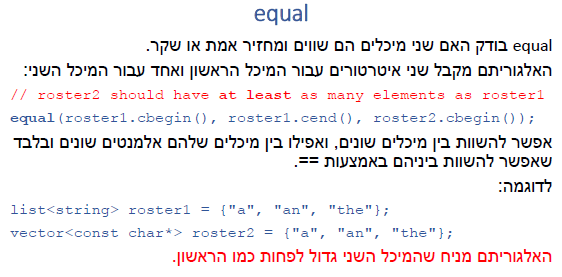 equal
equal בודק האם שני מיכלים הם שווים ומחזיר אמת או שקר.
האלגוריתם מקבל שני איטרטורים עבור המיכל הראשון ואחד עבור המיכל השני:
// roster2 should have at least as many elements as roster1
equal(roster1.cbegin(), roster1.cend(), roster2.cbegin());
אפשר להשוות בין מיכלים שונים, ואפילו בין מיכלים שלהם אלמנטים שונים ובלבד
שאפשר להשוות ביניהם באמצעות ==.
לדוגמה:
list<string> roster1 = {"a", "an", "the"};
vector<const char*> roster2 = {"a", "an", "the"};
האלגוריתם מניח שהמיכל השני גדול לפחות כמו הראשון.